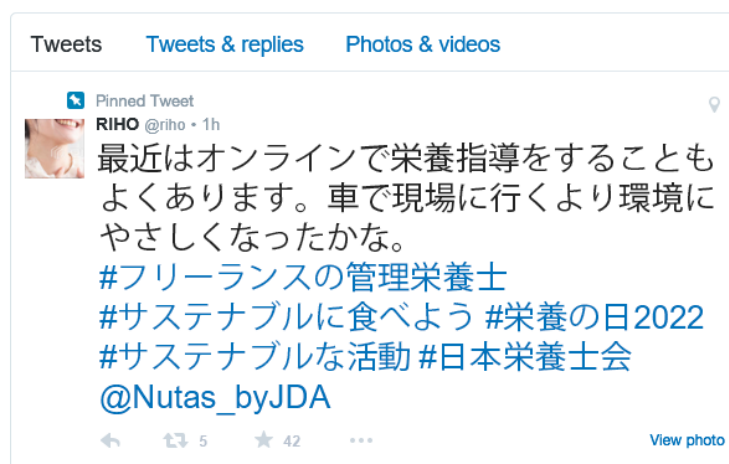 Tweets Tweets & replies Photos & videos
Pinned Tweet
RIHO @riho • 1h
最近はオンラインで栄養指導をすることも
よくあります。車で現場に行くより環境に
やさしくなったかな。
#フリーランスの管理栄養士
#サステナブルに食べよう #栄養の日2022
#サステナブルな活動 #日本栄養士会
@Nutas_byJDA
5 42 View photo